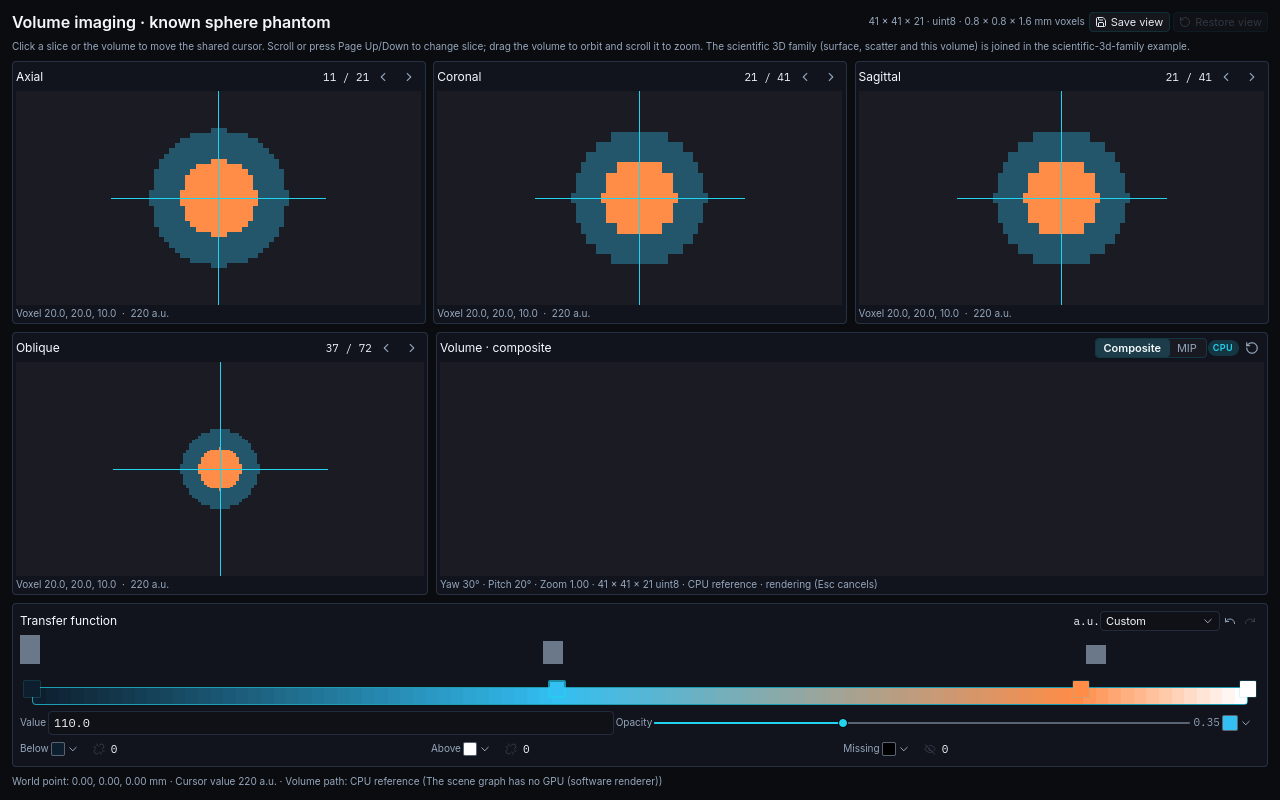 Volume imaging · known sphere phantom
41 × 41 × 21 · uint8 · 0.8 × 0.8 × 1.6 mm voxels Save view Restore view
Click a slice or the volume to move the shared cursor. Scroll or press Page Up/Down to change slice; drag the volume to orbit and scroll it to zoom. The scientific 3D family (surface, scatter and this volume) is joined in the scientific-3d-family example.
Axial 11 / 21
Coronal 21 / 41
Sagittal 21 / 41
Voxel 20.0, 20.0, 10.0 · 220 a.u.
Voxel 20.0, 20.0, 10.0 · 220 a.u.
Voxel 20.0, 20.0, 10.0 · 220 a.u.
Oblique 37 / 72
Volume · composite Composite MIP CPU
Voxel 20.0, 20.0, 10.0 · 220 a.u.
Yaw 30° · Pitch 20° · Zoom 1.00 · 41 × 41 × 21 uint8 · CPU reference · rendering (Esc cancels)
Transfer function a.u. Custom
Value 110.0 Opacity 0.35
Below 0 Above 0 Missing 0
World point: 0.00, 0.00, 0.00 mm · Cursor value 220 a.u. · Volume path: CPU reference (The scene graph has no GPU (software renderer))